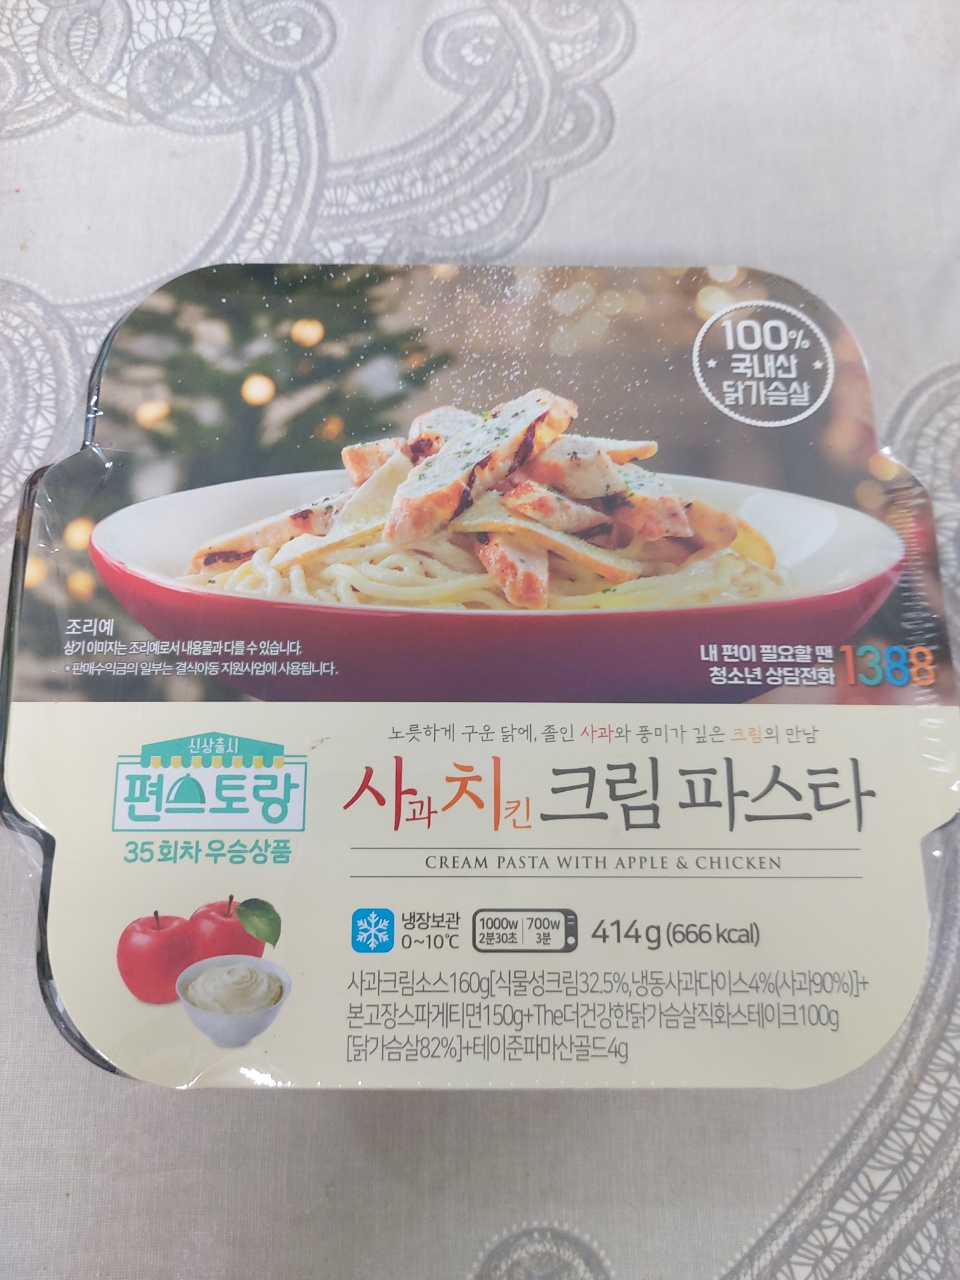 100%
국내산
닭가슴살
조리예
상기 이미지는 조리예로서 내용물과 다를 수 있습니다.
*판매수익금의 일부는 결식아동 지원사업에 사용됩니다.
내 편이 필요할 땐
청소년 상담전화
1388
신상출시
편스토랑
35회차 우승상품
노릇하게 구운 닭에, 졸인 사과와 풍미가 깊은 크림의 만남
사과 치킨 크림 파스타
CREAM PASTA WITH APPLE & CHICKEN
냉장보관
0~10℃
1000w 700w
2분30초 3분
414g (666 kcal)
사과크림소스160g[식물성크림32.5%,냉동사과다이스4%(사과90%)]+
본고장스파게티면150g+The더건강한닭가슴살직화스테이크100g
[닭가슴살82%]+테이준파마산골드4g